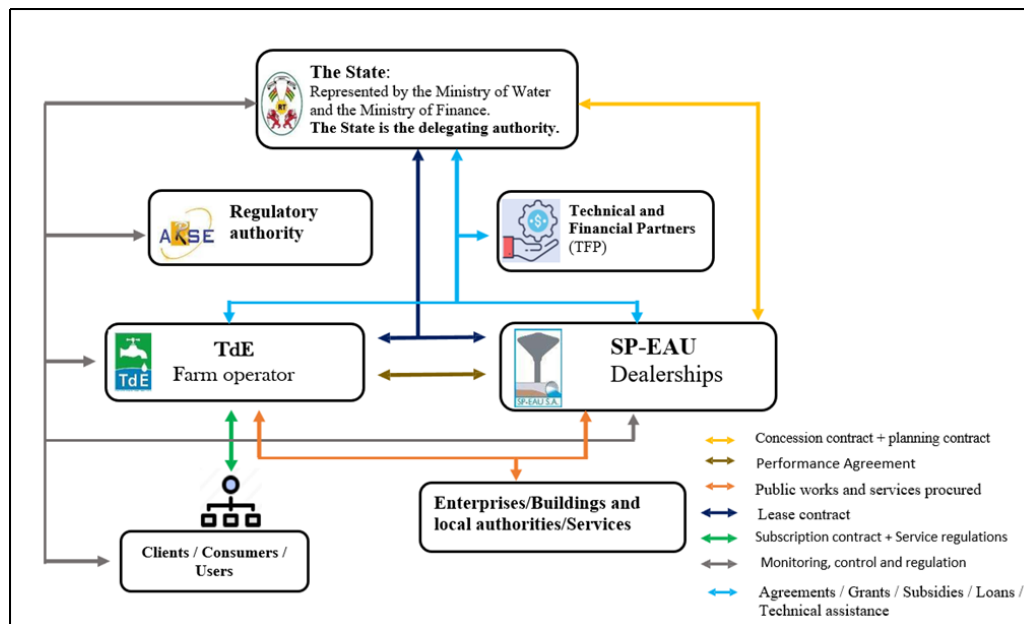 The State:
Represented by the Ministry of Water
and the Ministry of Finance.
The State is the delegating authority.
RT
Regulatory
authority
ARSE
Technical and
Financial Partners
(TFP)
$
TdE
Farm operator
TdE
SP-EAU
Dealerships
SP-EAU S.A.
Enterprises/Buildings and
local authorities/Services
Clients / Consumers /
Users
Concession contract + planning contract
Performance Agreement
Public works and services procured
Lease contract
Subscription contract + Service regulations
Monitoring, control and regulation
Agreements / Grants / Subsidies / Loans /
Technical assistance